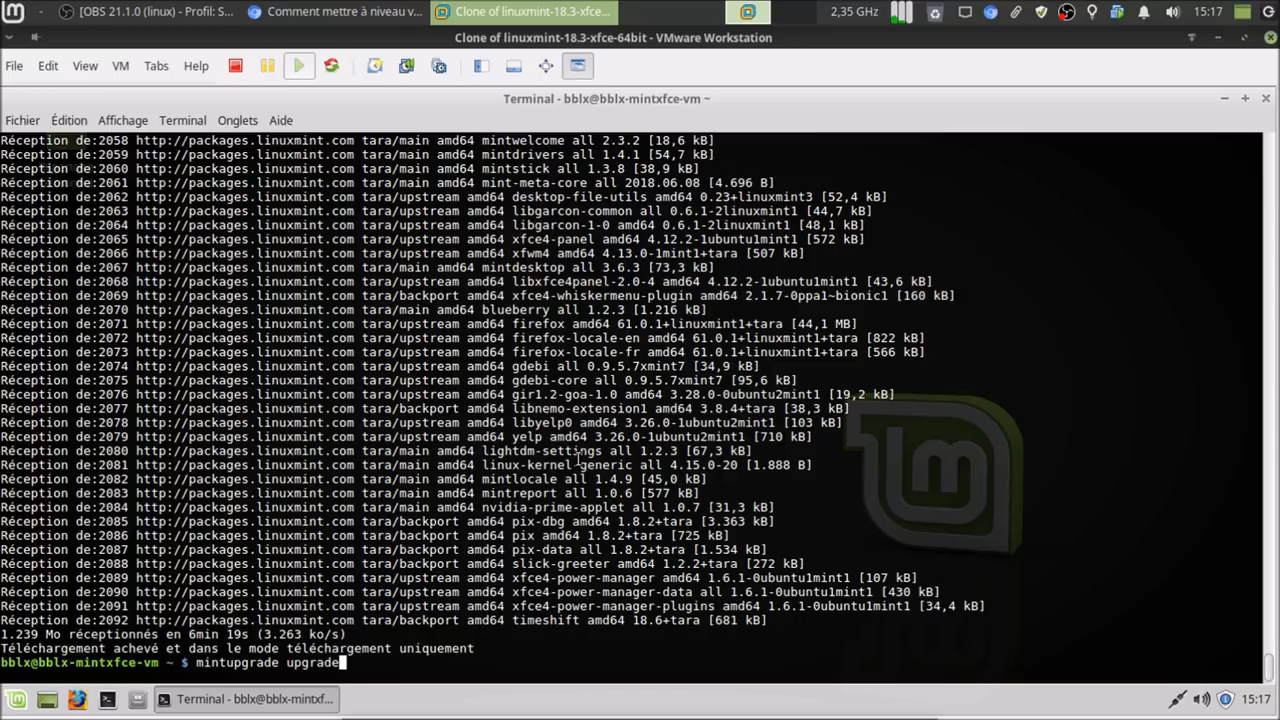 [OBS 21.1.0 (linux) - Profil: S...
Comment mettre à niveau v...
Clone of linuxmint-18.3-xfce...
2,35 GHz
15:17
Clone of linuxmint-18.3-xfce-64bit - VMware Workstation
File Edit View VM Tabs Help
Terminal - bblx@bblx-mintxfce-vm ~
Fichier Édition Affichage Terminal Onglets Aide
Réception de:2058 http://packages.linuxmint.com tara/main amd64 mintwelcome all 2.3.2 [18,6 kB]
Réception de:2059 http://packages.linuxmint.com tara/main amd64 mintdrivers all 1.4.1 [54,7 kB]
Réception de:2060 http://packages.linuxmint.com tara/main amd64 mintstick all 1.3.8 [38,9 kB]
Réception de:2061 http://packages.linuxmint.com tara/main amd64 mint-meta-core all 2018.06.08 [4.696 B]
Réception de:2062 http://packages.linuxmint.com tara/upstream amd64 desktop-file-utils amd64 0.23+linuxmint3 [52,4 kB]
Réception de:2063 http://packages.linuxmint.com tara/upstream amd64 libgarcon-common all 0.6.1-2linuxmint1 [44,7 kB]
Réception de:2064 http://packages.linuxmint.com tara/upstream amd64 libgarcon-1-0 amd64 0.6.1-2linuxmint1 [48,1 kB]
Réception de:2065 http://packages.linuxmint.com tara/upstream amd64 xfce4-panel amd64 4.12.2-1ubuntu1mint1 [572 kB]
Réception de:2066 http://packages.linuxmint.com tara/upstream amd64 xfwm4 amd64 4.13.0-1mint1+tara [507 kB]
Réception de:2067 http://packages.linuxmint.com tara/main amd64 mintdesktop all 3.6.3 [73,3 kB]
Réception de:2068 http://packages.linuxmint.com tara/upstream amd64 libxfce4panel-2.0-4 amd64 4.12.2-1ubuntu1mint1 [43,6 kB]
Réception de:2069 http://packages.linuxmint.com tara/backport amd64 xfce4-whiskermenu-plugin amd64 2.1.7-0ppa1~bionic1 [160 kB]
Réception de:2070 http://packages.linuxmint.com tara/main amd64 blueberry all 1.2.3 [1.216 kB]
Réception de:2071 http://packages.linuxmint.com tara/upstream amd64 firefox amd64 61.0.1+linuxmint1+tara [44,1 MB]
Réception de:2072 http://packages.linuxmint.com tara/upstream amd64 firefox-locale-en amd64 61.0.1+linuxmint1+tara [822 kB]
Réception de:2073 http://packages.linuxmint.com tara/upstream amd64 firefox-locale-fr amd64 61.0.1+linuxmint1+tara [566 kB]
Réception de:2074 http://packages.linuxmint.com tara/upstream amd64 gdebi all 0.9.5.7xmint7 [34,9 kB]
Réception de:2075 http://packages.linuxmint.com tara/upstream amd64 gdebi-core all 0.9.5.7xmint7 [95,6 kB]
Réception de:2076 http://packages.linuxmint.com tara/upstream amd64 gir1.2-goa-1.0 amd64 3.28.0-0ubuntu2mint1 [19,2 kB]
Réception de:2077 http://packages.linuxmint.com tara/backport amd64 libnemo-extension1 amd64 3.8.4+tara [38,3 kB]
Réception de:2078 http://packages.linuxmint.com tara/upstream amd64 libyelp0 amd64 3.26.0-1ubuntu2mint1 [103 kB]
Réception de:2079 http://packages.linuxmint.com tara/upstream amd64 yelp amd64 3.26.0-1ubuntu2mint1 [710 kB]
Réception de:2080 http://packages.linuxmint.com tara/main amd64 lightdm-settings all 1.2.3 [67,3 kB]
Réception de:2081 http://packages.linuxmint.com tara/main amd64 linux-kernel-generic all 4.15.0-20 [1.888 B]
Réception de:2082 http://packages.linuxmint.com tara/main amd64 mintlocale all 1.4.9 [45,0 kB]
Réception de:2083 http://packages.linuxmint.com tara/main amd64 mintreport all 1.0.6 [577 kB]
Réception de:2084 http://packages.linuxmint.com tara/main amd64 nvidia-prime-applet all 1.0.7 [31,3 kB]
Réception de:2085 http://packages.linuxmint.com tara/backport amd64 pix-dbg amd64 1.8.2+tara [3.363 kB]
Réception de:2086 http://packages.linuxmint.com tara/backport amd64 pix amd64 1.8.2+tara [725 kB]
Réception de:2087 http://packages.linuxmint.com tara/backport amd64 pix-data all 1.8.2+tara [1.534 kB]
Réception de:2088 http://packages.linuxmint.com tara/backport amd64 slick-greeter amd64 1.2.2+tara [272 kB]
Réception de:2089 http://packages.linuxmint.com tara/upstream amd64 xfce4-power-manager amd64 1.6.1-0ubuntu1mint1 [107 kB]
Réception de:2090 http://packages.linuxmint.com tara/upstream amd64 xfce4-power-manager-data all 1.6.1-0ubuntu1mint1 [430 kB]
Réception de:2091 http://packages.linuxmint.com tara/upstream amd64 xfce4-power-manager-plugins amd64 1.6.1-0ubuntu1mint1 [34,4 kB]
Réception de:2092 http://packages.linuxmint.com tara/backport amd64 timeshift amd64 18.6+tara [681 kB]
1.239 Mo réceptionnés en 6min 19s (3.263 ko/s)
Téléchargement achevé et dans le mode téléchargement uniquement
bblx@bblx-mintxfce-vm ~ $ mintupgrade upgrade
Terminal - bblx@bblx-mintxf...
15:17